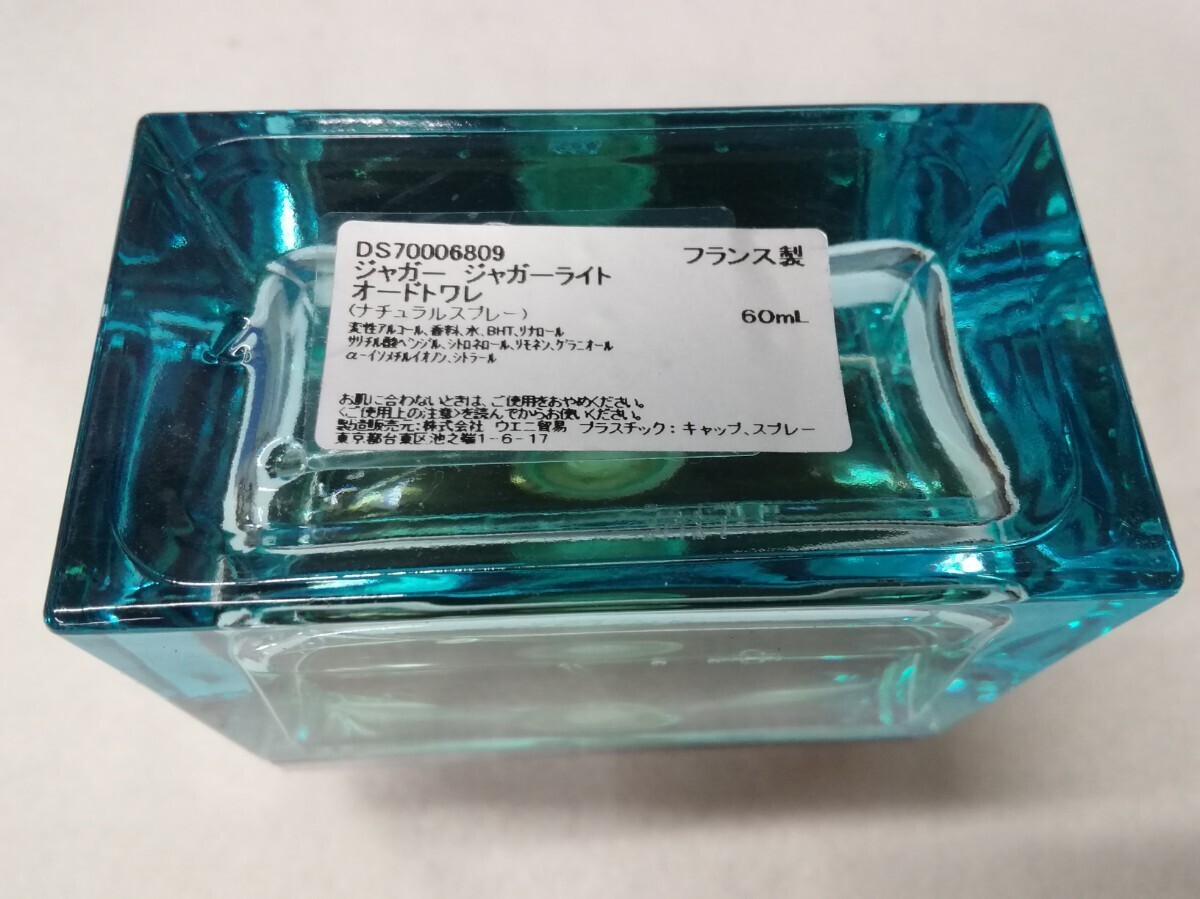 DS70006809 フランス製
ジャガー ジャガーライト
オードトワレ
(ナチュラルスプレー) 60mL
変性アルコール、香料、水、BHT、リナロール
サリチル酸ベンジル、シトロネロール、リモネン、ゲラニオール
α-イソメチルイオノン、シトラール
お肌に合わないときは、ご使用をおやめください。
〈ご使用上の注意〉を読んでからお使いください。
製造販売元:株式会社 ウエニ貿易 プラスチック:キャップ、スプレー
東京都台東区池之端1-6-17